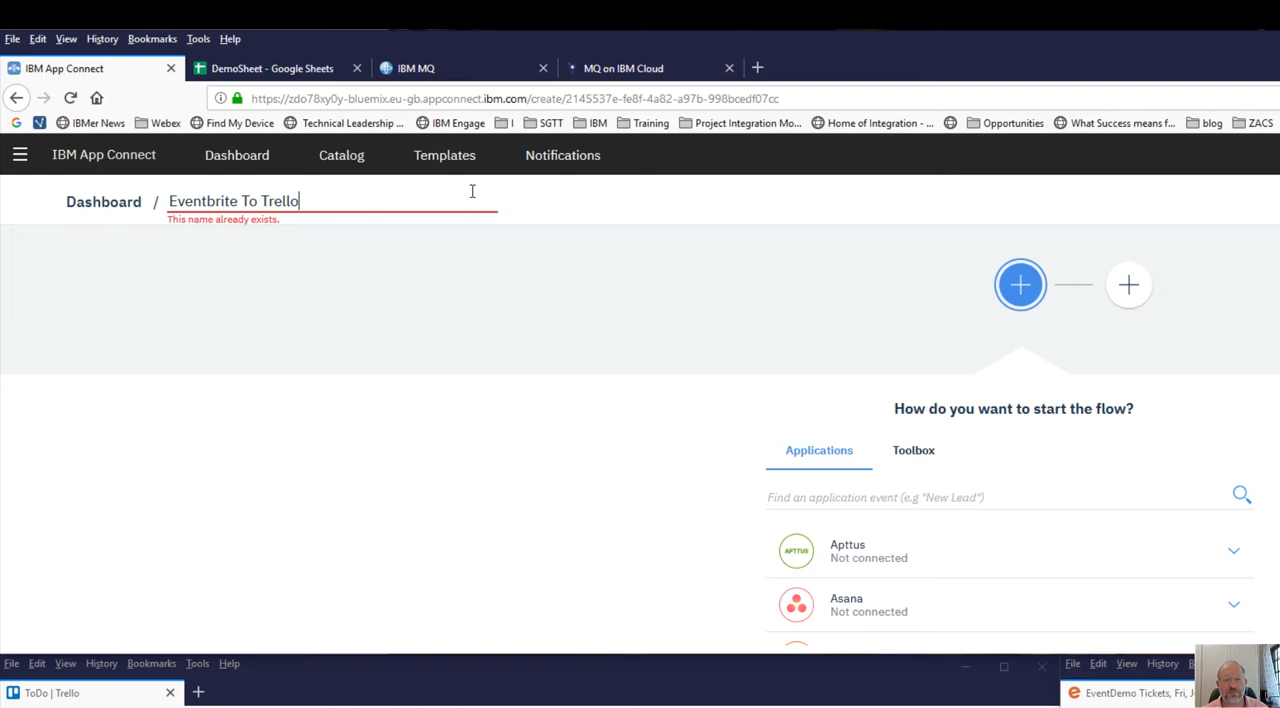 File Edit View History Bookmarks Tools Help
IBM App Connect
DemoSheet - Google Sheets
IBM MQ
MQ on IBM Cloud
https://zdo78xy0y-bluemix.eu-gb.appconnect.ibm.com/create/2145537e-fe8f-4a82-a97b-998bcedf07cc
IBMer News Webex Find My Device Technical Leadership ... IBM Engage I SGTT IBM Training Project Integration Mo... Home of Integration - ... Opportunities What Success means f... blog ZACS
IBM App Connect Dashboard Catalog Templates Notifications
Dashboard / Eventbrite To Trello
This name already exists.
How do you want to start the flow?
Applications Toolbox
Find an application event (e.g "New Lead")
APTTUS
Apttus
Not connected
Asana
Not connected
File Edit View History Bookmarks Tools Help
File Edit View History
ToDo | Trello
EventDemo Tickets, Fri,